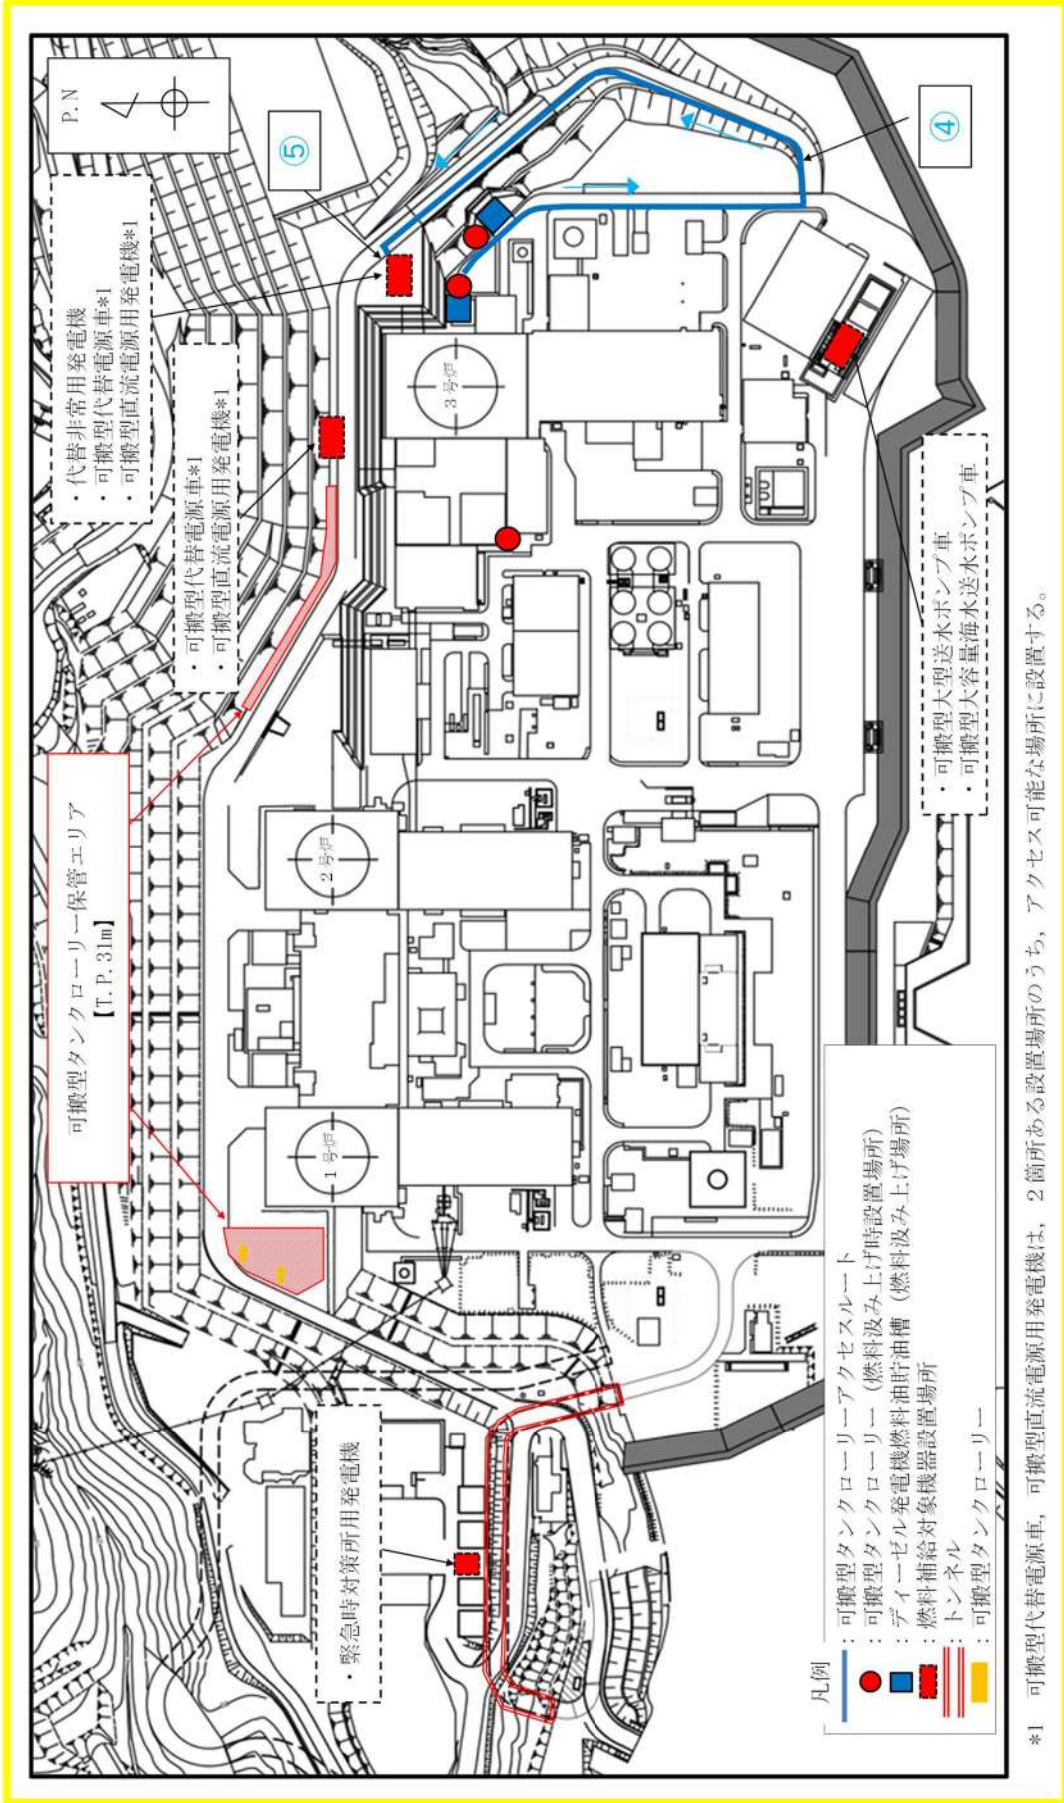 P.N
・代替非常用発電機
・可搬型代替電源車*1
・可搬型直流電源用発電機*1
⑤
・可搬型代替電源車*1
・可搬型直流電源用発電機*1
可搬型タンクローリー保管エリア
【T.P.31m】
・緊急時対策所用発電機
④
1号炉
2号炉
3号炉
・可搬型大型送水ポンプ車
・可搬型大容量海水送水ポンプ車
凡例
：可搬型タンクローリーアクセスルート
：可搬型タンクローリー（燃料汲み上げ時設置場所）
：ディーゼル発電機燃料油貯油槽（燃料汲み上げ場所）
：燃料補給対象機器設置場所
：トンネル
：可搬型タンクローリー
*1　可搬型代替電源車，可搬型直流電源用発電機は，２箇所ある設置場所のうち，アクセス可能な場所に設置する。